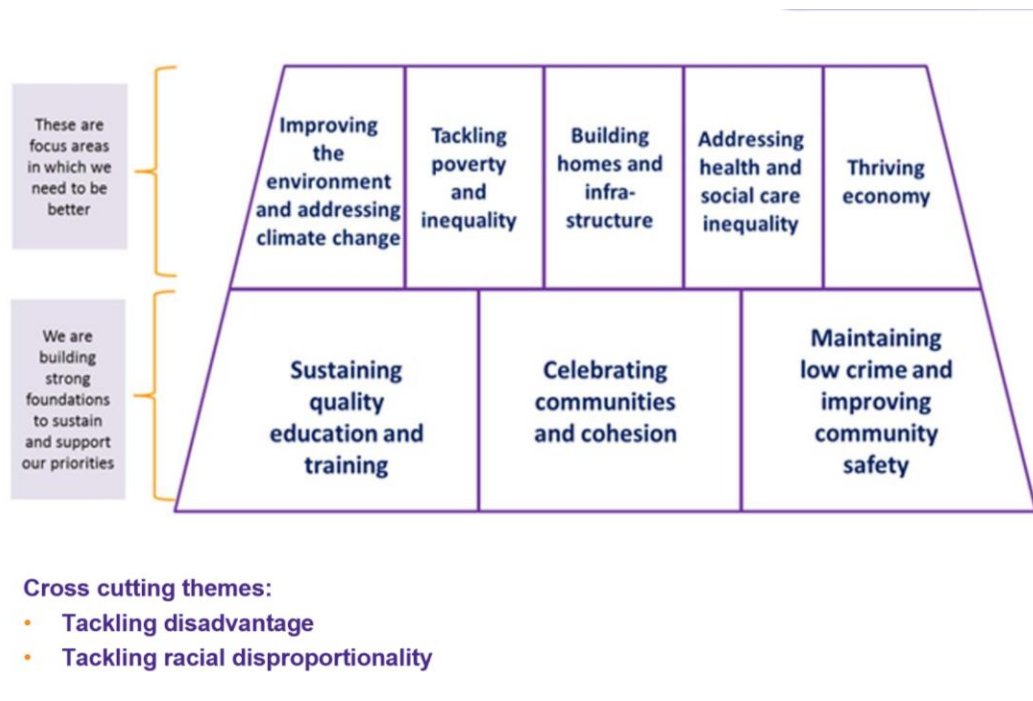 These are
focus areas
in which we
need to be
better
Improving
the
environment
and addressing
climate change
Tackling
poverty
and
inequality
Building
homes and
infra-
structure
Addressing
health and
social care
inequality
Thriving
economy
We are
building
strong
foundations
to sustain
and support
our priorities
Sustaining
quality
education and
training
Celebrating
communities
and cohesion
Maintaining
low crime and
improving
community
safety
Cross cutting themes:
• Tackling disadvantage
• Tackling racial disproportionality